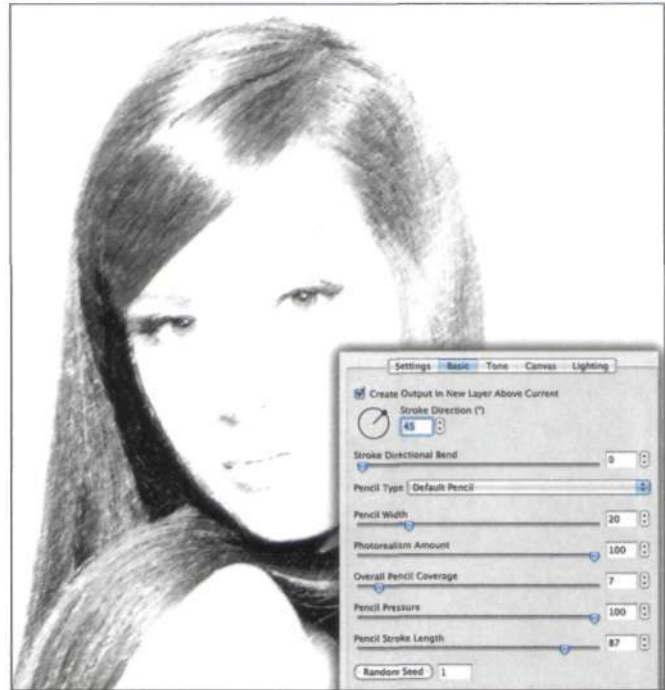 Settings Basic Tone Canvas Lighting
Create Output In New Layer Above Current
Stroke Direction (°)
45
Stroke Directional Bend
0
Pencil Type Default Pencil
Pencil Width
20
Photorealism Amount
100
Overall Pencil Coverage
7
Pencil Pressure
100
Pencil Stroke Length
87
Random Seed 1